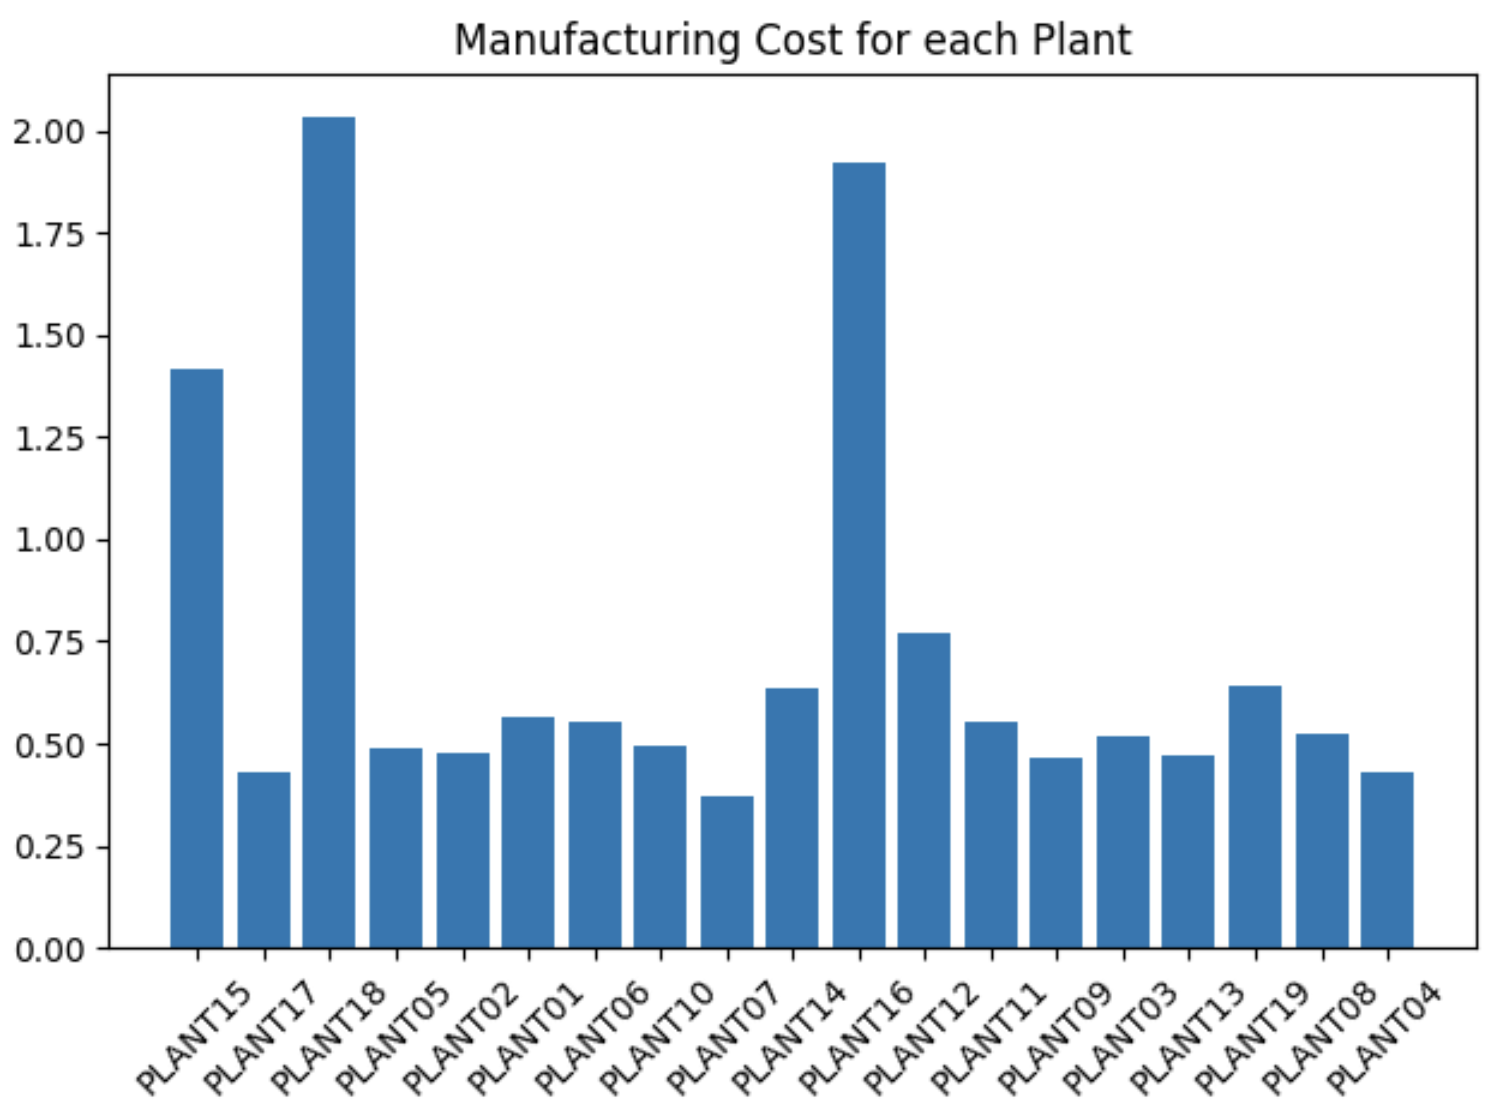 Manufacturing Cost for each Plant
2.00
1.75
1.50
1.25
1.00
0.75
0.50
0.25
0.00
PLANT15
PLANT17
PLANT18
PLANT05
PLANT02
PLANT01
PLANT06
PLANT10
PLANT07
PLANT14
PLANT16
PLANT12
PLANT11
PLANT09
PLANT03
PLANT13
PLANT19
PLANT08
PLANT04